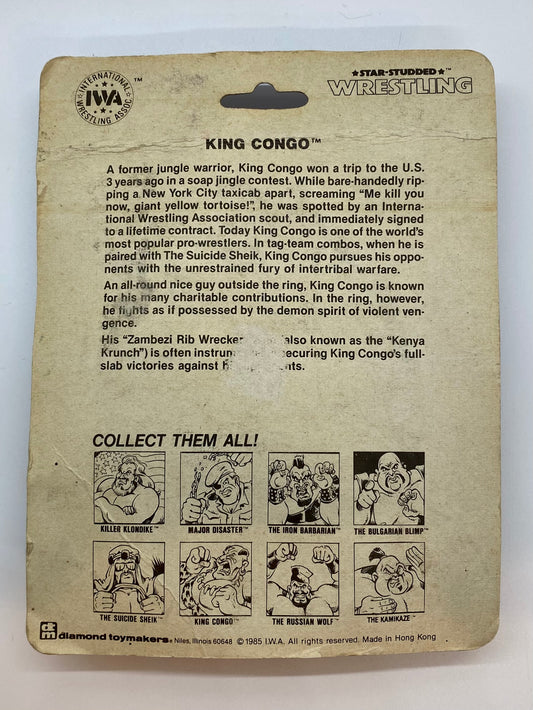 INTERNATIONAL
IWA™
WRESTLING ASSOC.
★STAR-STUDDED★™
WRESTLING
KING CONGO™
A former jungle warrior, King Congo won a trip to the U.S.
3 years ago in a soap jingle contest. While bare-handedly rip-
ping a New York City taxicab apart, screaming "Me kill you
now, giant yellow tortoise!", he was spotted by an Interna-
tional Wrestling Association scout, and immediately signed
to a lifetime contract. Today King Congo is one of the world's
most popular pro-wrestlers. In tag-team combos, when he is
paired with The Suicide Sheik, King Congo pursues his oppo-
nents with the unrestrained fury of intertribal warfare.
An all-round nice guy outside the ring, King Congo is known
for his many charitable contributions. In the ring, however,
he fights as if possessed by the demon spirit of violent ven-
geance.
His "Zambezi Rib Wrecker" also known as the "Kenya
Krunch") is often securing King Congo's full-
slab victories against
COLLECT THEM ALL!
KILLER KLONDIKE™ MAJOR DISASTER™ THE IRON BARBARIAN™ THE BULGARIAN BLIMP™
THE SUICIDE SHEIK™ KING CONGO™ THE RUSSIAN WOLF™ THE KAMIKAZE™
dtm diamond toymakers® Niles, Illinois 60648 © 1985 I.W.A. All rights reserved. Made in Hong Kong